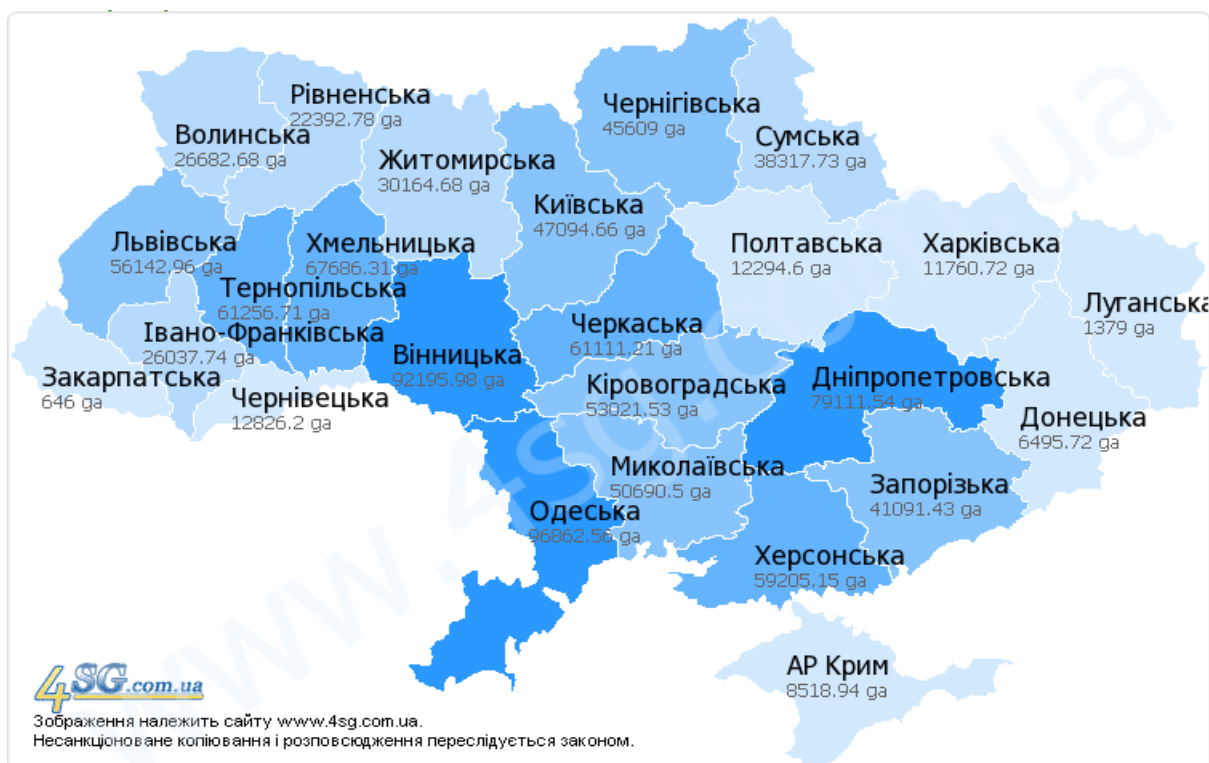 Рівненська
22392.78 ga
Чернігівська
45609 ga
Волинська
26682.68 ga
Сумська
38317.73 ga
Житомирська
30164.68 ga
Київська
47094.66 ga
Львівська
56142.96 ga
Хмельницька
67686.31 ga
Полтавська
12294.6 ga
Харківська
11760.72 ga
Тернопільська
61256.71 ga
Луганська
1379 ga
Івано-Франківська
26037.74 ga
Черкаська
61111.21 ga
Вінницька
92195.98 ga
Закарпатська
646 ga
Кіровоградська
53021.53 ga
Дніпропетровська
79111.54 ga
Чернівецька
12826.2 ga
Донецька
6495.72 ga
Миколаївська
50690.5 ga
Запорізька
41091.43 ga
Одеська
96862.56 ga
Херсонська
59205.15 ga
АР Крим
8518.94 ga
4SG.com.ua
Зображення належить сайту www.4sg.com.ua.
Несанкціоноване копіювання і розповсюдження переслідується законом.
www.4sg.com.ua